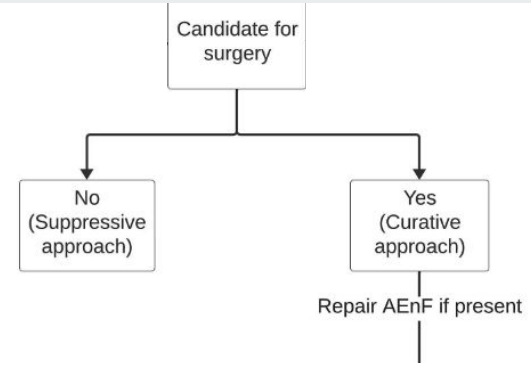 Candidate for
surgery
No
(Suppressive
approach)
Yes
(Curative
approach)
Repair AEnF if present